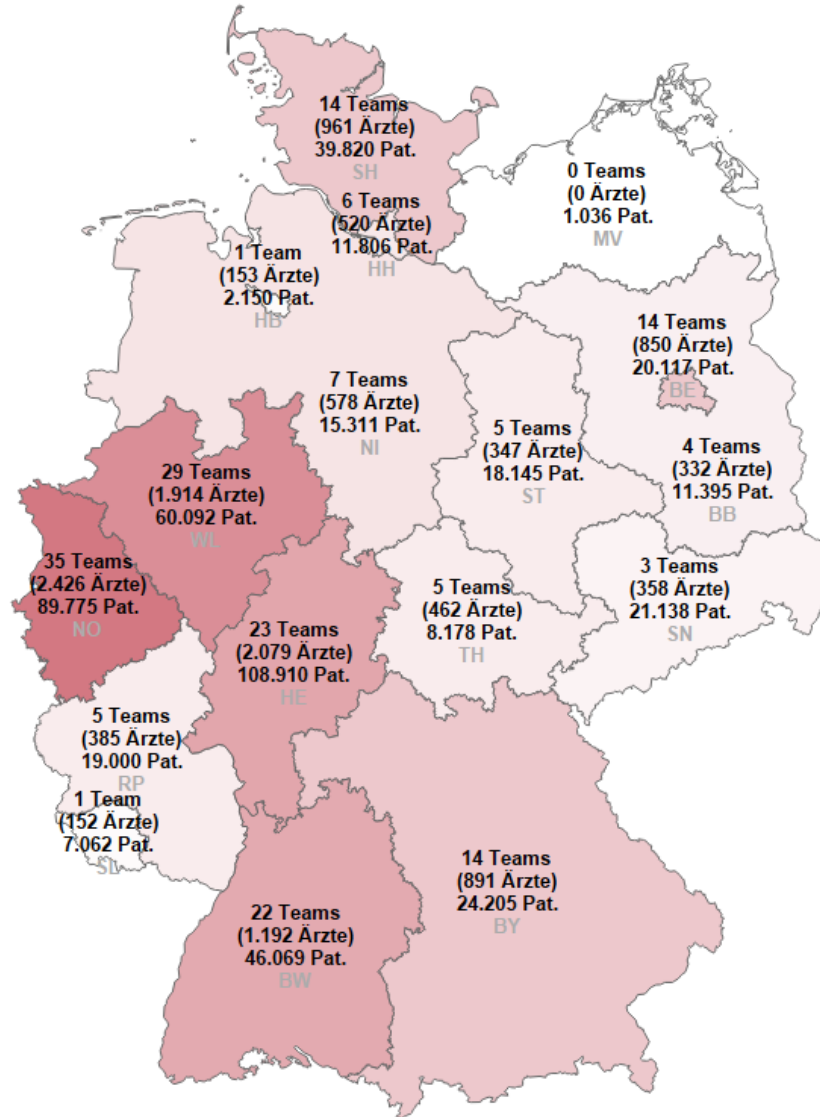 14 Teams
(961 Ärzte)
39.820 Pat.
SH
0 Teams
(0 Ärzte)
1.036 Pat.
MV
6 Teams
(520 Ärzte)
11.806 Pat.
HH
1 Team
(153 Ärzte)
2.150 Pat.
HB
14 Teams
(850 Ärzte)
20.117 Pat.
BE
7 Teams
(578 Ärzte)
15.311 Pat.
NI
5 Teams
(347 Ärzte)
18.145 Pat.
ST
4 Teams
(332 Ärzte)
11.395 Pat.
BB
29 Teams
(1.914 Ärzte)
60.092 Pat.
WL
35 Teams
(2.426 Ärzte)
89.775 Pat.
NO
23 Teams
(2.079 Ärzte)
108.910 Pat.
HE
5 Teams
(462 Ärzte)
8.178 Pat.
TH
3 Teams
(358 Ärzte)
21.138 Pat.
SN
5 Teams
(385 Ärzte)
19.000 Pat.
RP
1 Team
(152 Ärzte)
7.062 Pat.
SL
14 Teams
(891 Ärzte)
24.205 Pat.
BY
22 Teams
(1.192 Ärzte)
46.069 Pat.
BW